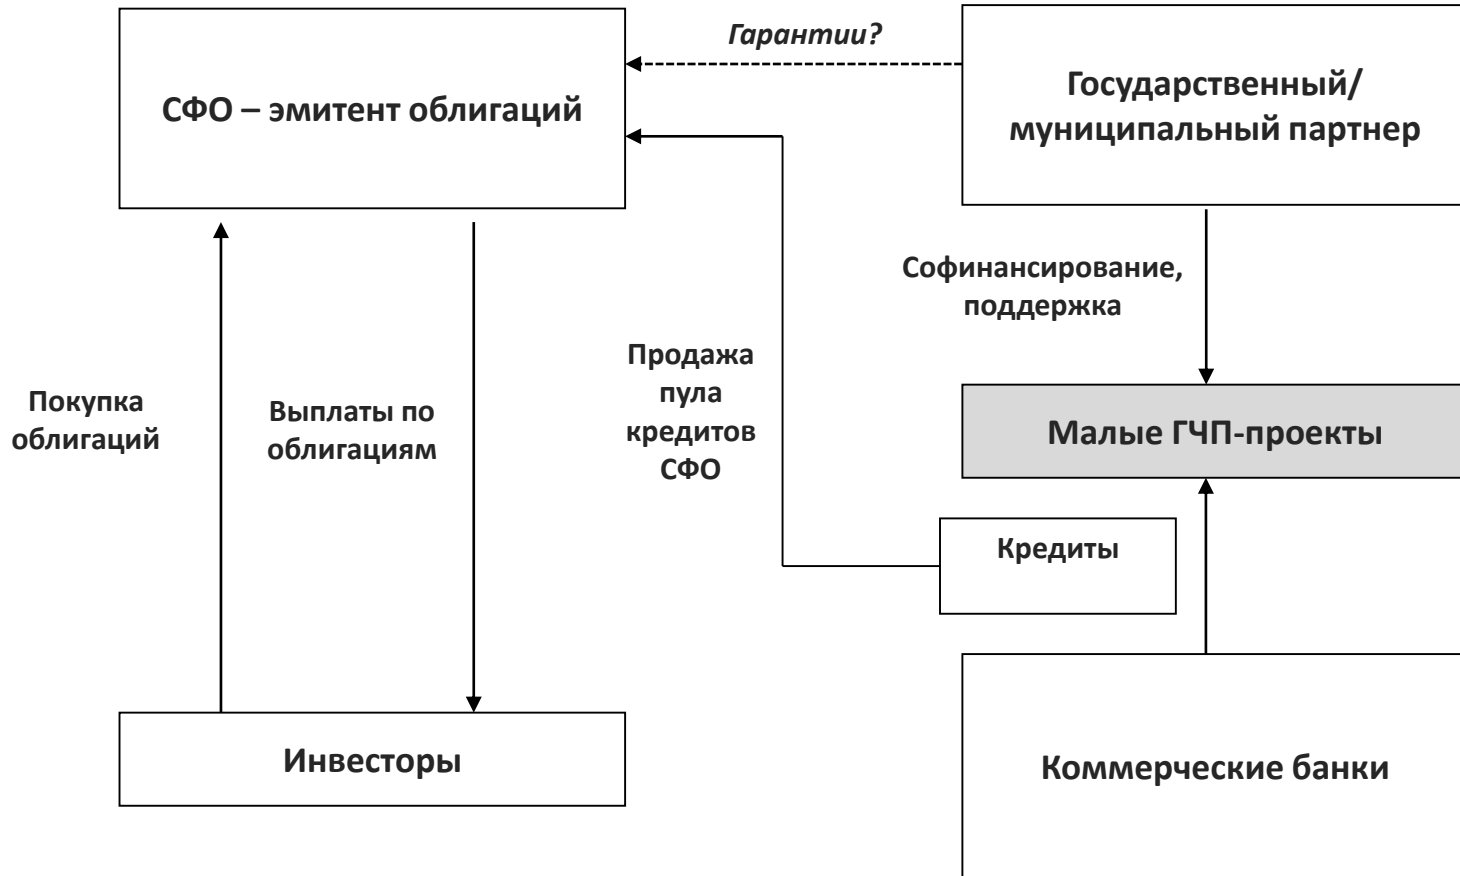 Гарантии?
СФО – эмитент облигаций
Государственный/
муниципальный партнер
Софинансирование,
поддержка
Продажа
пула
кредитов
СФО
Покупка
облигаций
Выплаты по
облигациям
Малые ГЧП-проекты
Кредиты
Инвесторы
Коммерческие банки